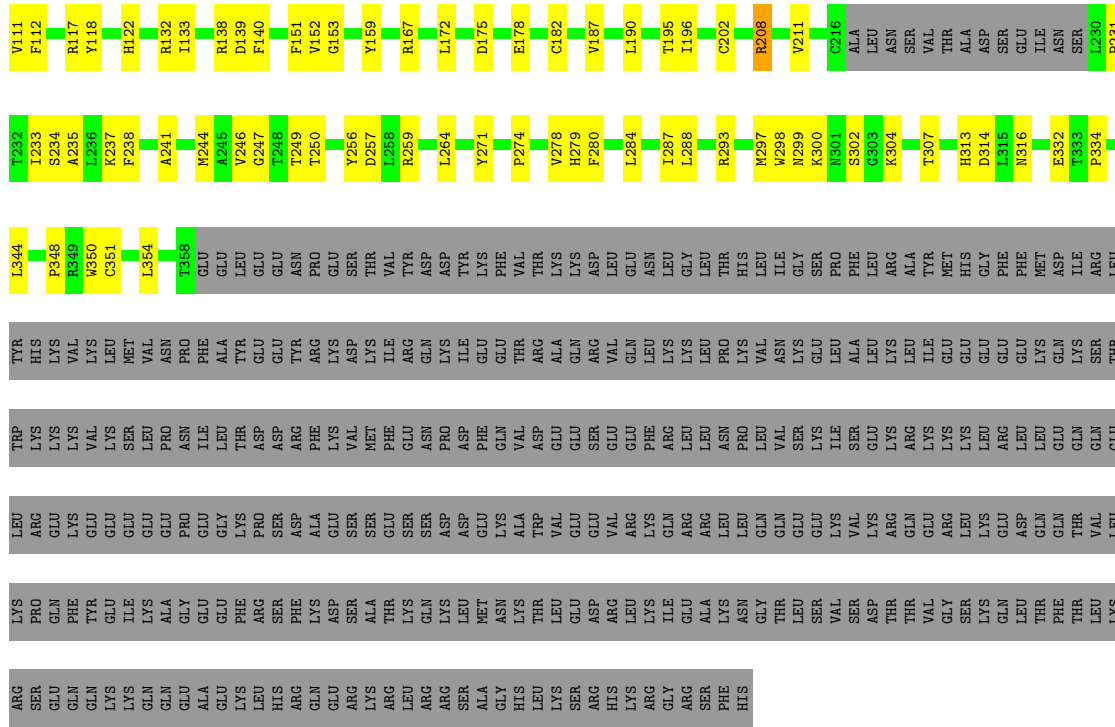 V111 F112 R117 Y118 H122 R132 I133 R138 D139 F140 F151 V152 G153 Y159 R167 L172 D175 E178 C182 V187 L190 T195 I196 C202 R208 V211 C216 ALA LEU ASN SER VAL THR ALA ASP SER GLU ILE ASN SER L230
T232 I233 S234 A235 L236 K237 F238 A241 M244 A245 V246 G247 T248 T249 T250 Y256 D257 L258 R259 L264 Y271 P274 V278 H279 F280 L284 I287 L288 R293 M297 W298 N299 K300 N301 S302 G303 K304 T307 H313 D314 L315 N316 E332 T333 P334
L344 P348 R349 W350 C351 L354 T358 GLU GLU LEU GLU GLU ASN PRO GLU SER THR VAL TYR ASP ASP TYR LYS PHE VAL THR LYS LYS ASP LEU GLU ASN LEU GLY LEU THR HIS LEU ILE GLY SER PRO PHE LEU ARG ALA TYR MET HIS GLY PHE PHE MET ASP ILE ARG LEU
TYR HIS LYS VAL LYS LEU MET VAL ASN PRO PHE ALA TYR GLU GLU TYR ARG LYS ASP LYS ILE ARG GLN LYS ILE GLU GLU THR ARG ALA GLN ARG VAL GLN LEU LYS LYS LEU PRO LYS VAL ASN LYS GLU LEU ALA LEU LYS LEU ILE GLU GLU GLU GLU LYS GLN LYS SER THR
TRP LYS LYS LYS VAL LYS SER LEU PRO ASN ILE LEU THR ASP ASP ARG PHE LYS VAL MET PHE GLU ASN PRO ASP PHE GLN VAL ASP GLU GLU SER GLU GLU PHE ARG LEU LEU ASN PRO LEU VAL SER LYS ILE SER GLU LYS ARG LYS LYS LYS LEU ARG LEU LEU GLU GLN GLN GLU
LEU ARG GLU LYS GLU GLU GLU GLU GLU PRO GLU GLY LYS PRO SER ASP ALA GLU SER SER GLU SER SER ASP ASP GLU LYS ALA TRP VAL GLU GLU VAL ARG LYS GLN ARG ARG LEU LEU GLN GLN GLU GLU LYS VAL LYS ARG GLN GLU ARG LEU LYS GLU ASP GLN GLN THR VAL LEU
LYS PRO GLN PHE TYR GLU ILE LYS ALA GLY GLU GLU PHE ARG SER PHE LYS ASP SER ALA THR LYS GLN LYS LEU MET ASN LYS THR LEU GLU ASP ARG LEU LYS ILE GLU ALA LYS ASN GLY THR LEU SER VAL SER ASP THR THR VAL GLY SER LYS GLN LEU THR PHE THR LEU LYS
ARG SER GLU GLN GLN LYS LYS GLN GLN GLU ALA GLU LYS LEU HIS ARG GLN GLU ARG LYS ARG LEU ARG ARG SER ALA GLY HIS LEU LYS SER ARG HIS LYS ARG GLY ARG SER PHE HIS